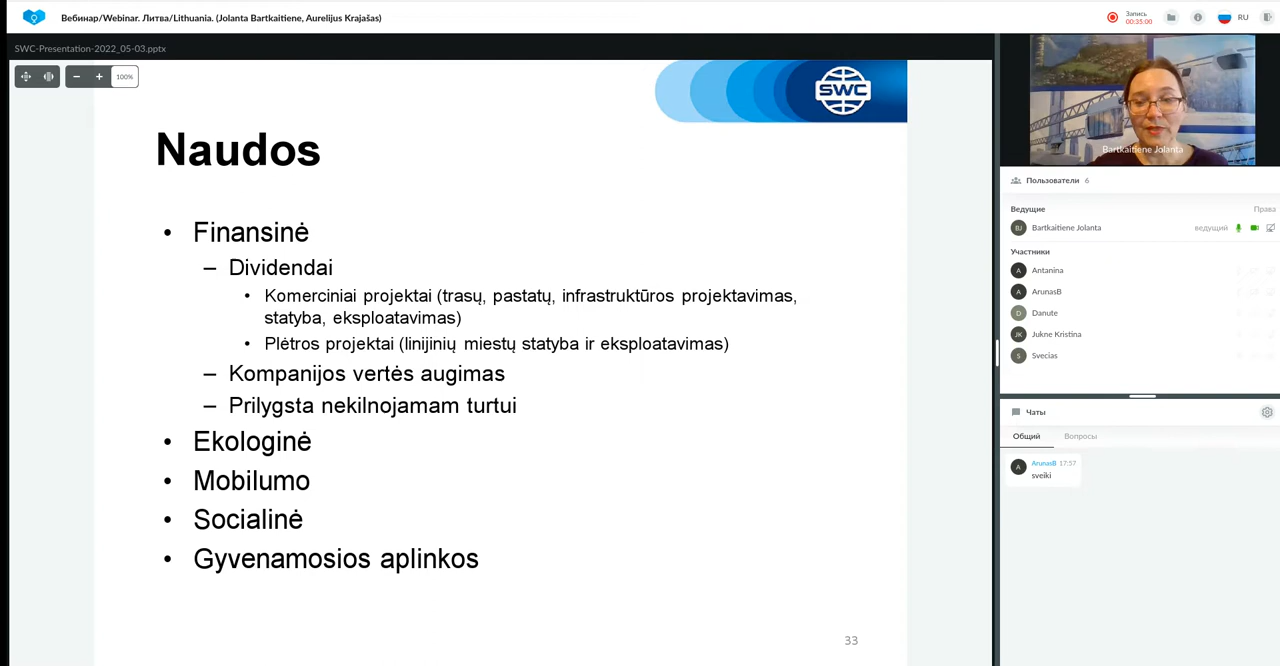 Вебинар/Webinar. Литва/Lithuania. (Jolanta Bartkaitiene, Aurelijus Krajašas)
Запись
00:35:00
RU
SWC-Presentation-2022_05-03.pptx
100%
SWC
Naudos
• Finansinė
– Dividendai
• Komerciniai projektai (trasų, pastatų, infrastruktūros projektavimas,
statyba, eksploatavimas)
• Plėtros projektai (linijinių miestų statyba ir eksploatavimas)
– Kompanijos vertės augimas
– Prilygsta nekilnojamam turtui
• Ekologinė
• Mobilumo
• Socialinė
• Gyvenamosios aplinkos
33
Bartkaitiene Jolanta
Пользователи 6
Ведущие Права
BJ Bartkaitiene Jolanta ведущий
Участники
A Antanina
A ArunasB
D Danute
JK Jukne Kristina
S Svecias
Чаты
Общий Вопросы
A ArunasB 17:57
sveiki